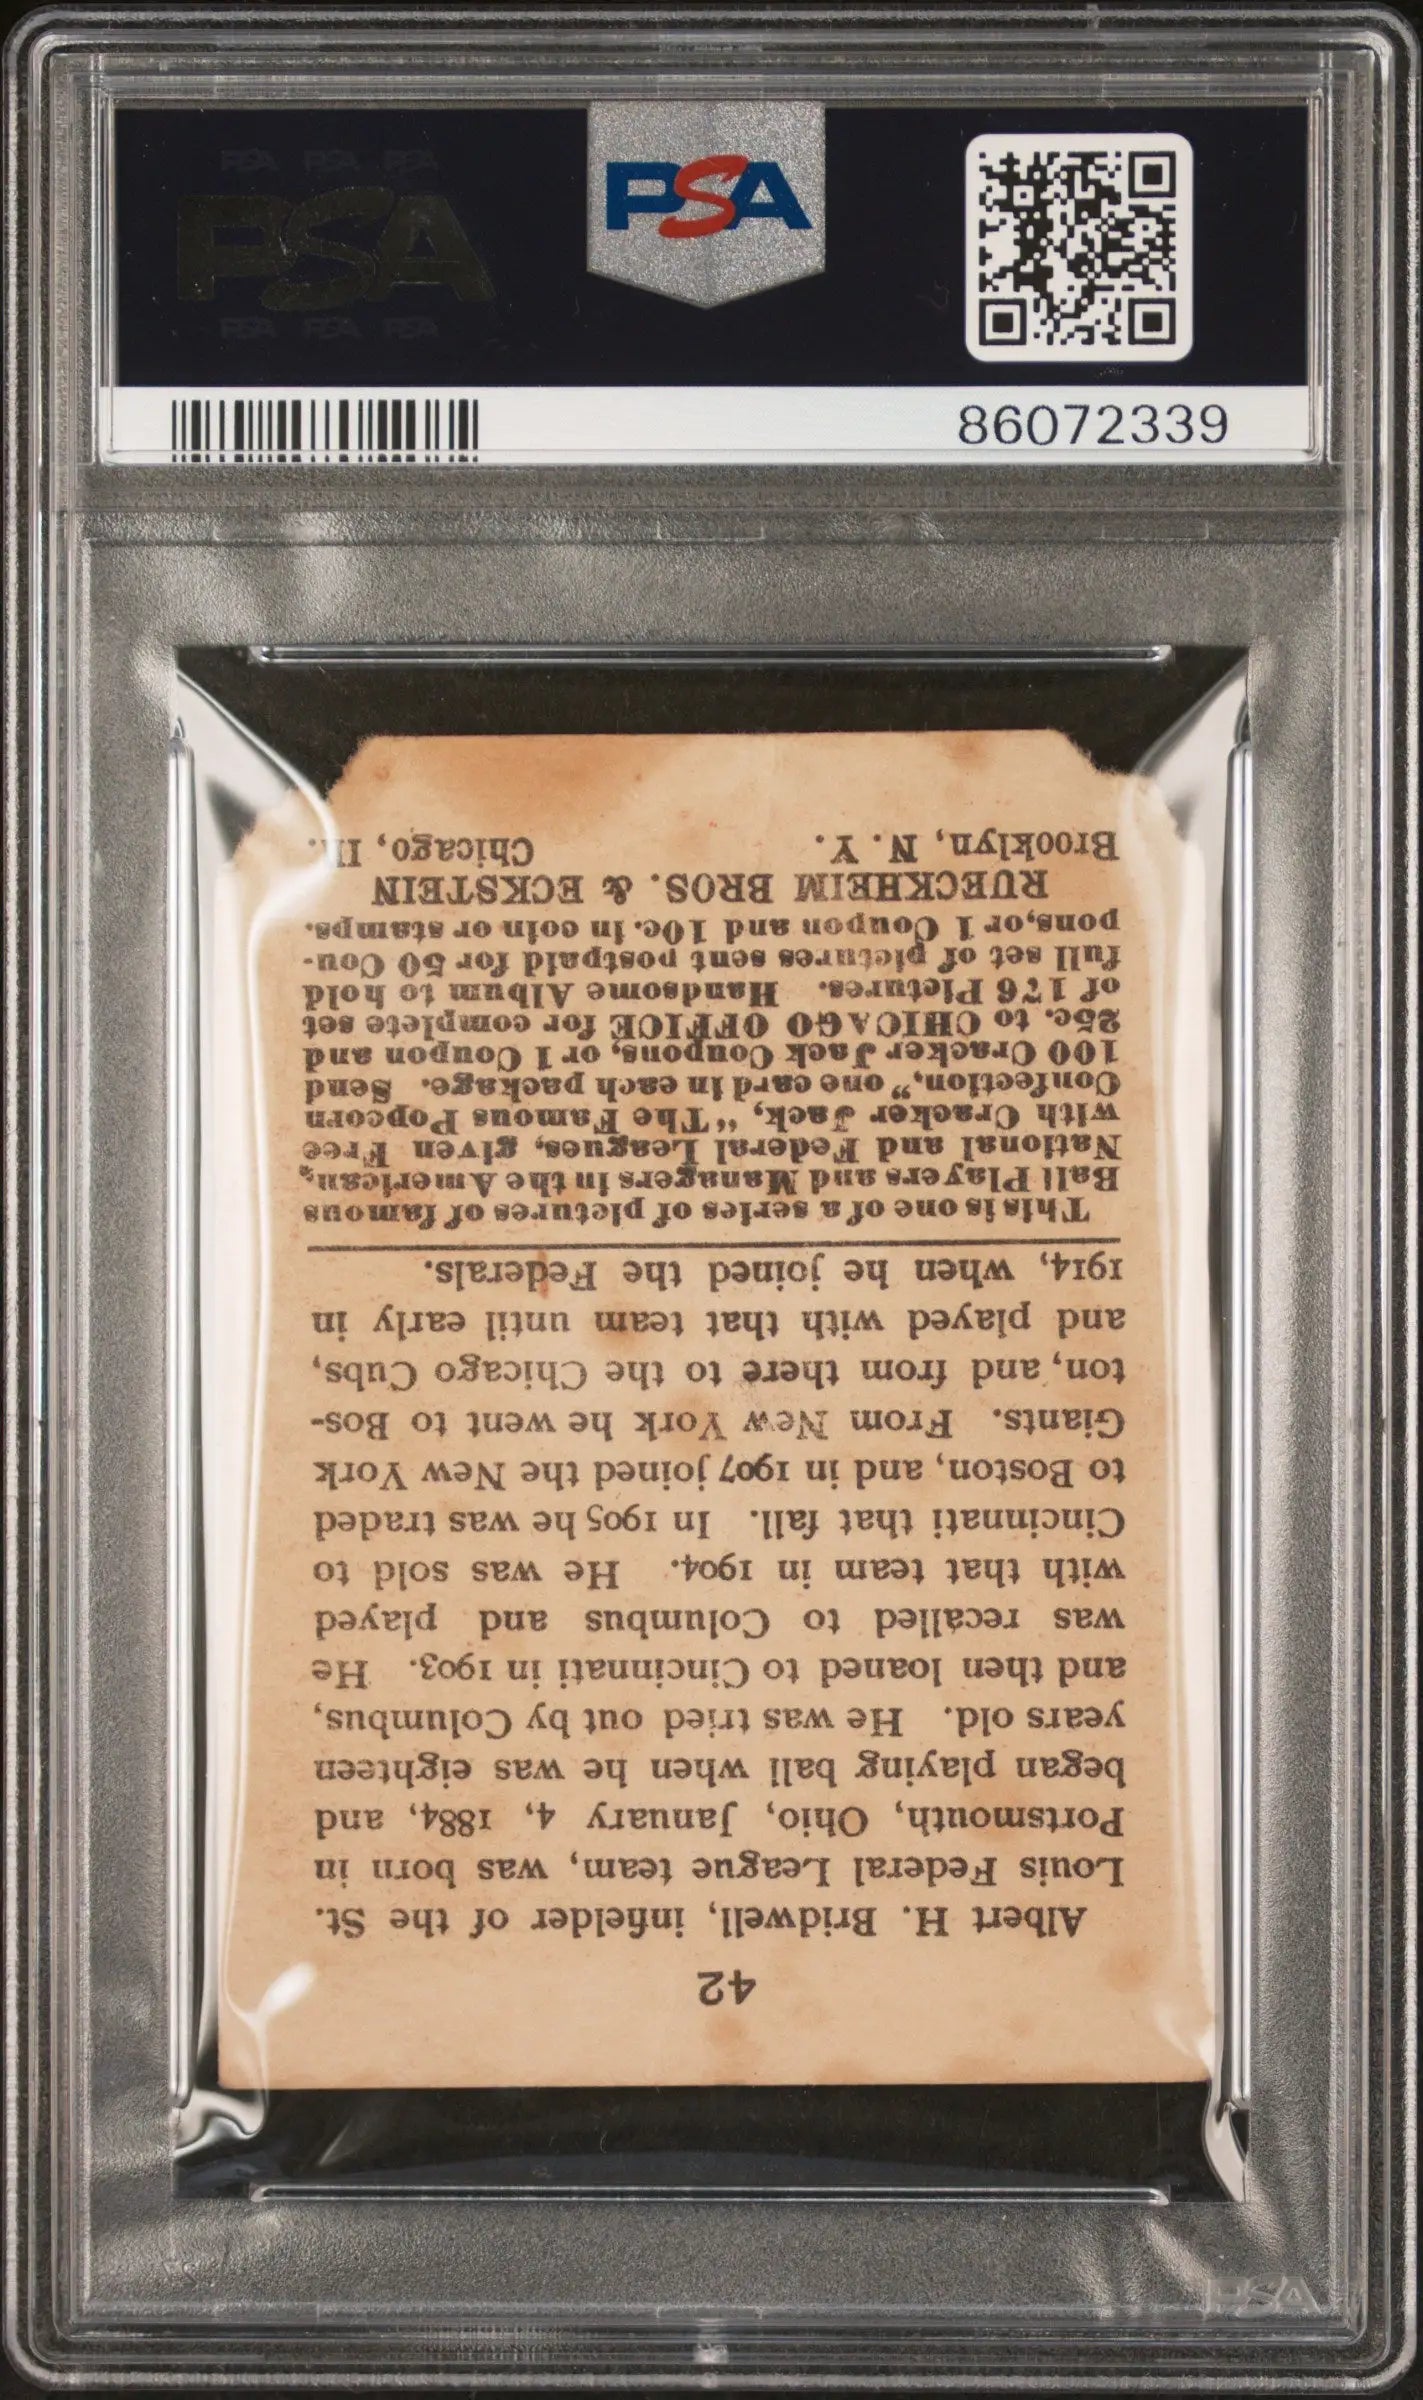 PSA PSA PSA
PSA
PSA PSA PSA
PSA
86072339
42
Albert H. Bridwell, infielder of the St.
Louis Federal League team, was born in
Portsmouth, Ohio, January 4, 1884, and
began playing ball when he was eighteen
years old. He was tried out by Columbus,
and then loaned to Cincinnati in 1903. He
was recalled to Columbus and played
with that team in 1904. He was sold to
Cincinnati that fall. In 1905 he was traded
to Boston, and in 1907 joined the New York
Giants. From New York he went to Bos-
ton, and from there to the Chicago Cubs,
and played with that team until early in
1914, when he joined the Federals.
This is one of a series of pictures of famous
Ball Players and Managers in the American,
National and Federal Leagues, given Free
with Cracker Jack, "The Famous Popcorn
Confection," one card in each package. Send
100 Cracker Jack Coupons, or 1 Coupon and
25c. to CHICAGO OFFICE for complete set
of 176 Pictures. Handsome Album to hold
full set of pictures sent postpaid for 50 Cou-
pons, or 1 Coupon and 10c. in coin or stamps.
RUECKHEIM BROS. & ECKSTEIN
Brooklyn, N. Y. Chicago, Ill.
PSA